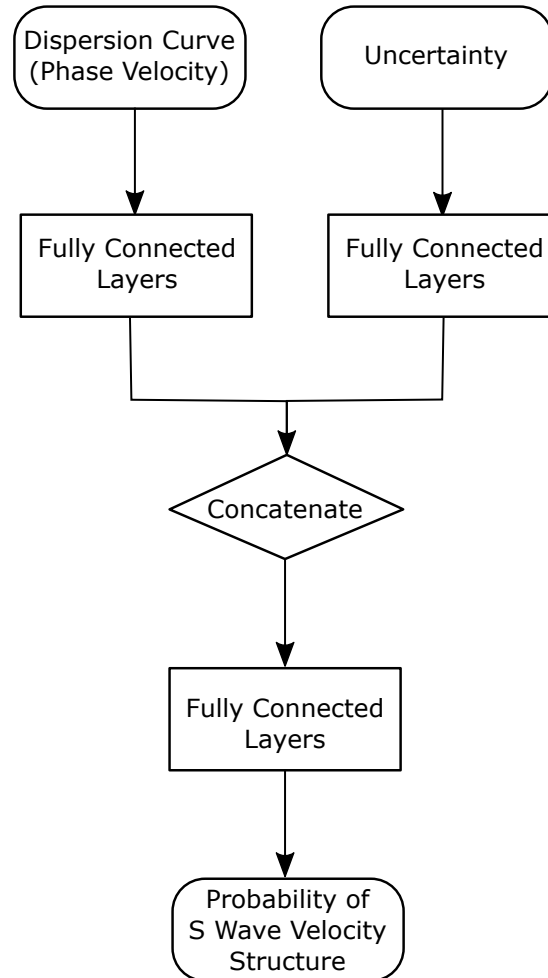 Dispersion Curve
(Phase Velocity)
Uncertainty
Fully Connected
Layers
Fully Connected
Layers
Concatenate
Fully Connected
Layers
Probability of
S Wave Velocity
Structure